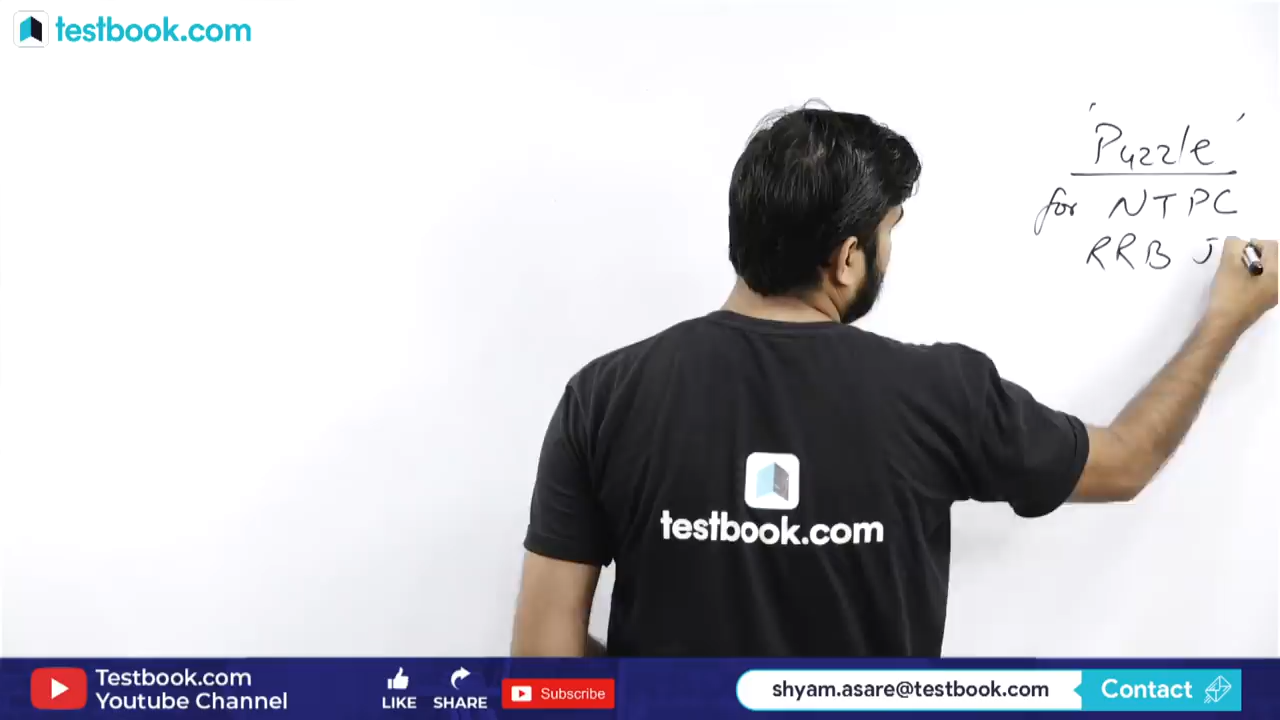 testbook.com
'Puzzle'
for NTPC
RRB J
testbook.com
Testbook.com
Youtube Channel
LIKE
SHARE
Subscribe
shyam.asare@testbook.com
Contact